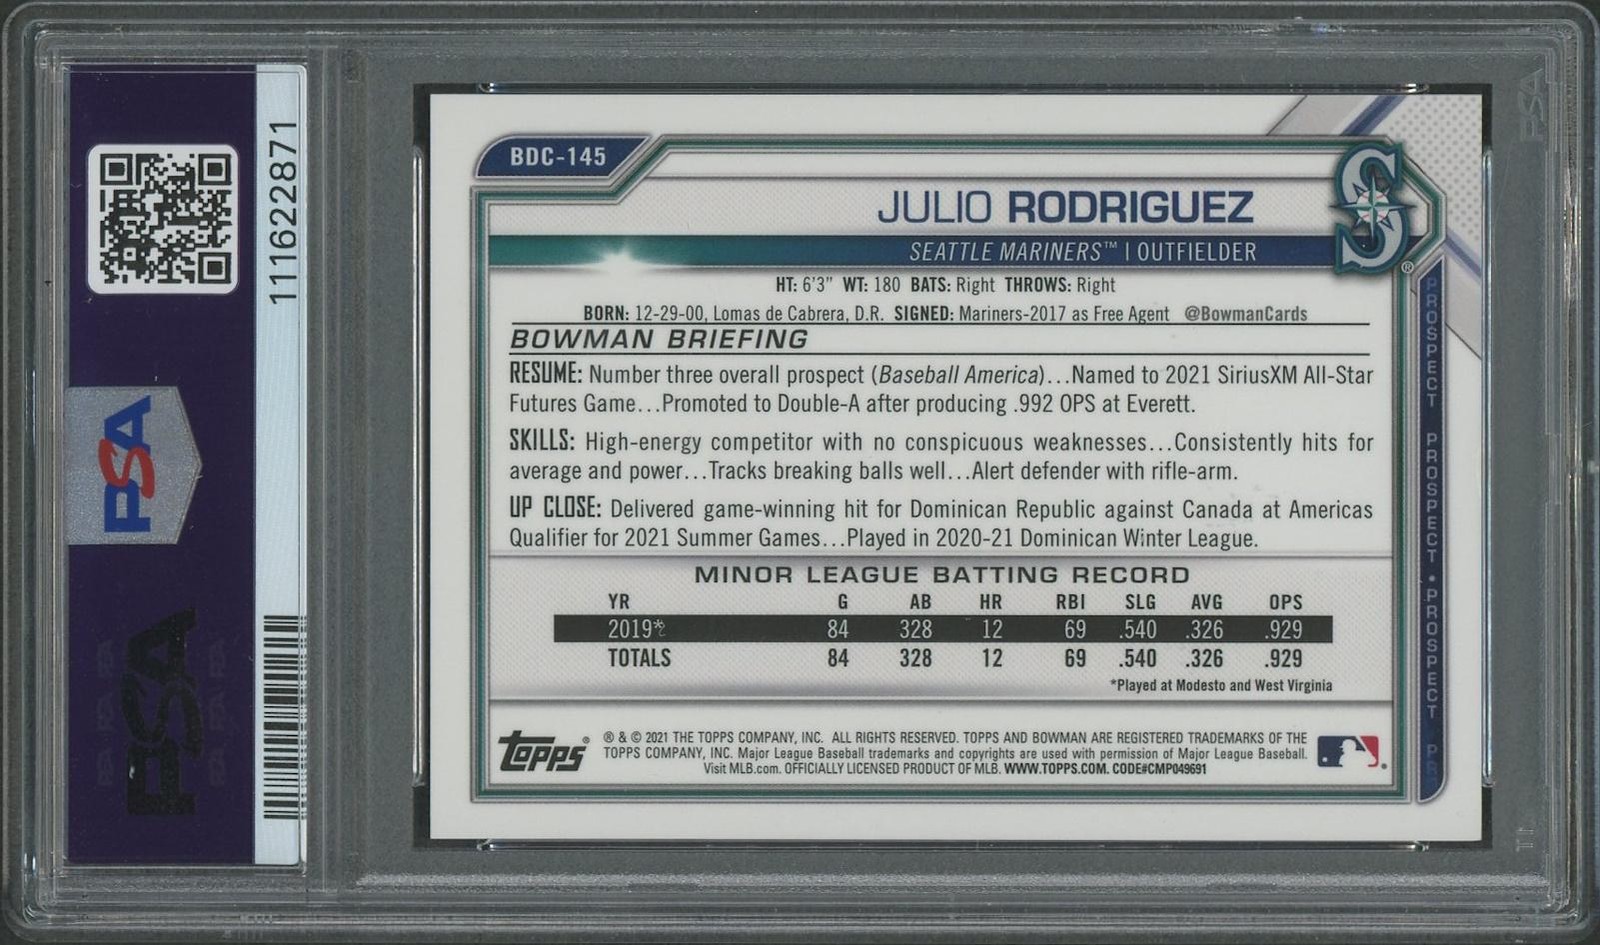 111622871
PSA
PSA
BDC-145
JULIO RODRIGUEZ
SEATTLE MARINERS™ | OUTFIELDER
HT: 6'3" WT: 180 BATS: Right THROWS: Right
BORN: 12-29-00, Lomas de Cabrera, D.R. SIGNED: Mariners-2017 as Free Agent @BowmanCards
BOWMAN BRIEFING
RESUME: Number three overall prospect (Baseball America)...Named to 2021 SiriusXM All-Star
Futures Game...Promoted to Double-A after producing .992 OPS at Everett.
SKILLS: High-energy competitor with no conspicuous weaknesses...Consistently hits for
average and power...Tracks breaking balls well...Alert defender with rifle-arm.
UP CLOSE: Delivered game-winning hit for Dominican Republic against Canada at Americas
Qualifier for 2021 Summer Games...Played in 2020-21 Dominican Winter League.
MINOR LEAGUE BATTING RECORD
YR G AB HR RBI SLG AVG OPS
2019* 84 328 12 69 .540 .326 .929
TOTALS 84 328 12 69 .540 .326 .929
*Played at Modesto and West Virginia
topps ® & © 2021 THE TOPPS COMPANY, INC. ALL RIGHTS RESERVED. TOPPS AND BOWMAN ARE REGISTERED TRADEMARKS OF THE
TOPPS COMPANY, INC. Major League Baseball trademarks and copyrights are used with permission of Major League Baseball.
Visit MLB.com. OFFICIALLY LICENSED PRODUCT OF MLB. WWW.TOPPS.COM. CODE#CMP049691
PROSPECT PROSPECT • PROSPECT
PSA